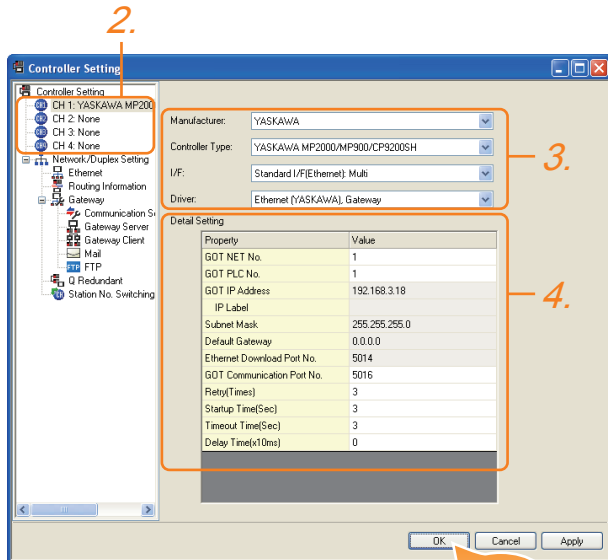 2.
Controller Setting
Controller Setting
CH 1: YASKAWA MP200
CH 2: None
CH 3: None
CH 4: None
Network/Duplex Setting
Ethernet
Routing Information
Gateway
Communication S
Gateway Server
Gateway Client
Mail
FTP FTP
Q Redundant
Station No. Switching
Manufacturer: YASKAWA
Controller Type: YASKAWA MP2000/MP900/CP9200SH
I/F: Standard I/F(Ethernet): Multi
Driver: Ethernet (YASKAWA), Gateway
3.
Detail Setting
Property Value
GOT NET No. 1
GOT PLC No. 1
GOT IP Address 192.168.3.18
IP Label
Subnet Mask 255.255.255.0
Default Gateway 0.0.0.0
Ethernet Download Port No. 5014
GOT Communication Port No. 5016
Retry(Times) 3
Startup Time(Sec) 3
Timeout Time(Sec) 3
Delay Time(x10ms) 0
4.
OK Cancel Apply